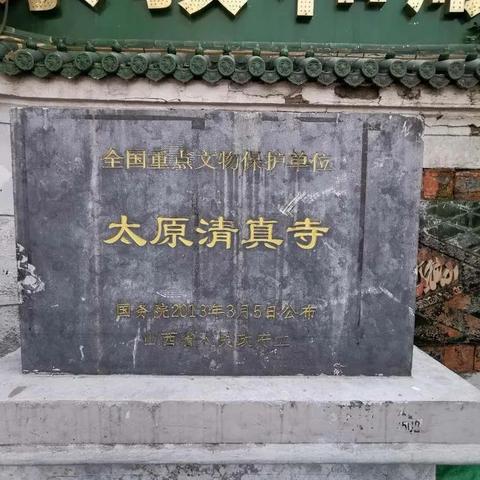 全国重点文物保护单位
太原清真寺
国务院2013年3月5日公布
山西省人民政府立